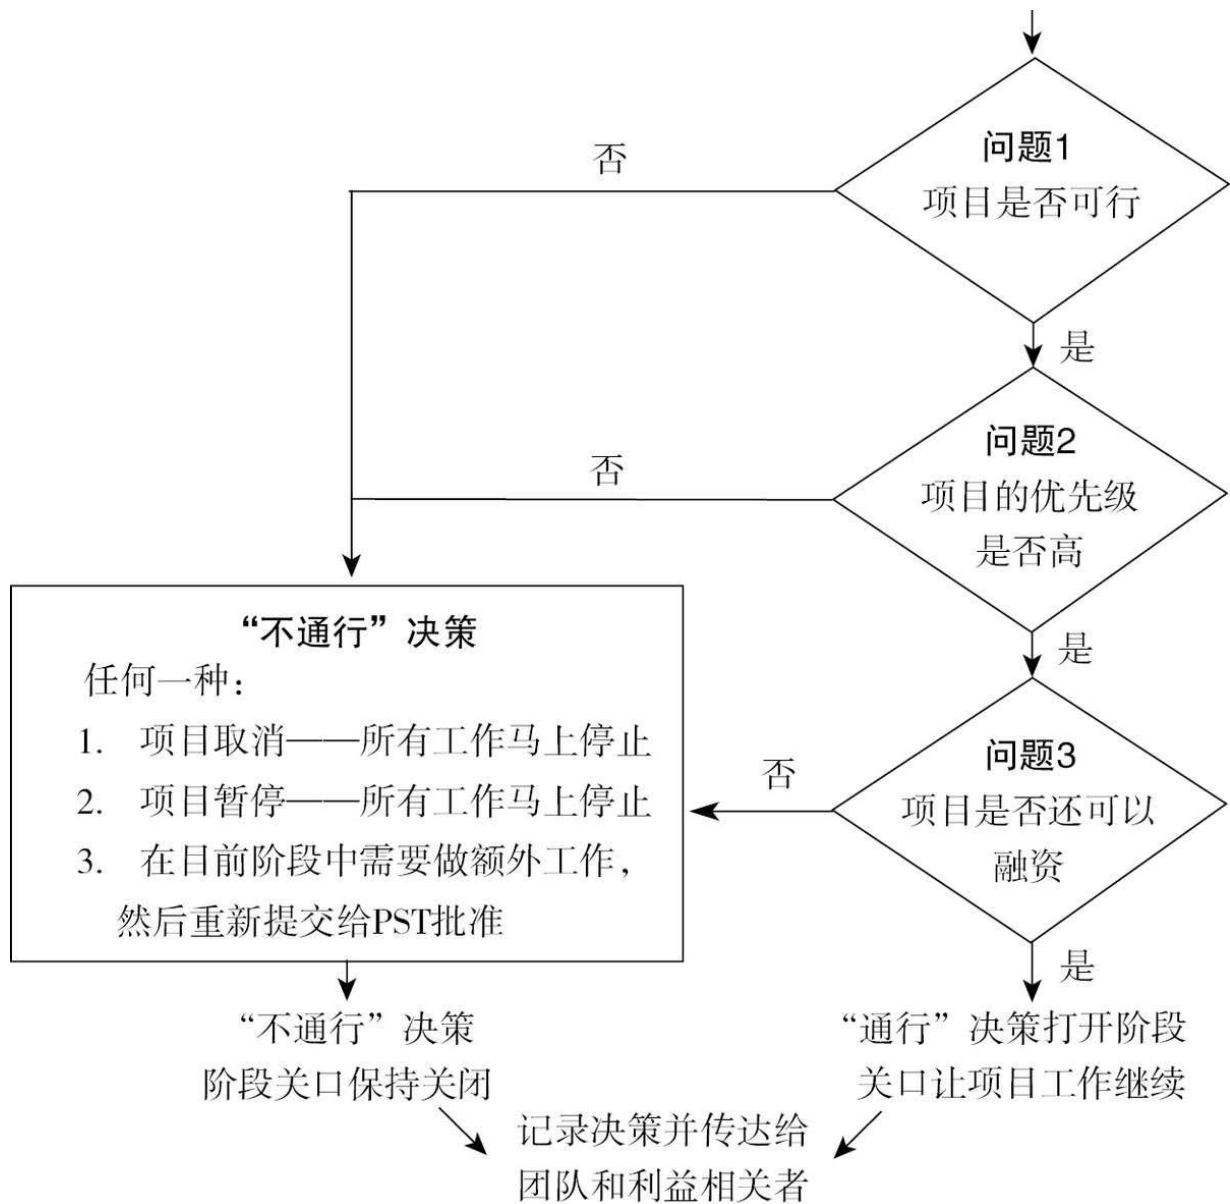 问题1
项目是否可行
否
是
问题2
项目的优先级
是否高
否
是
问题3
项目是否还可以
融资
否
是
“不通行”决策
任何一种：
1. 项目取消——所有工作马上停止
2. 项目暂停——所有工作马上停止
3. 在目前阶段中需要做额外工作，
然后重新提交给PST批准
“不通行”决策
阶段关口保持关闭
“通行”决策打开阶段
关口让项目工作继续
记录决策并传达给
团队和利益相关者